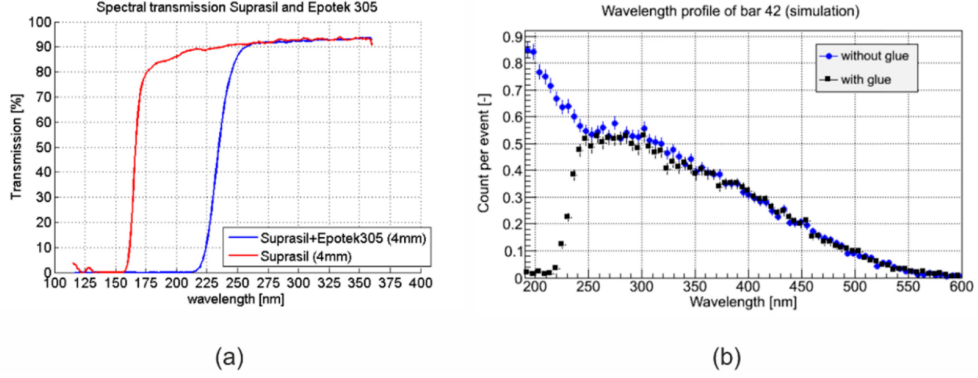 Spectral transmission Suprasil and Epotek 305
100
90
80
70
60
50
40
30
20
10
0
Transmission [%]
Suprasil+Epotek305 (4mm)
Suprasil (4mm)
100 125 150 175 200 225 250 275 300 325 350 375 400
wavelength [nm]
(a)
Wavelength profile of bar 42 (simulation)
0.9
0.8
0.7
0.6
0.5
0.4
0.3
0.2
0.1
0
Count per event [-]
without glue
with glue
200 250 300 350 400 450 500 550 600
Wavelength [nm]
(b)